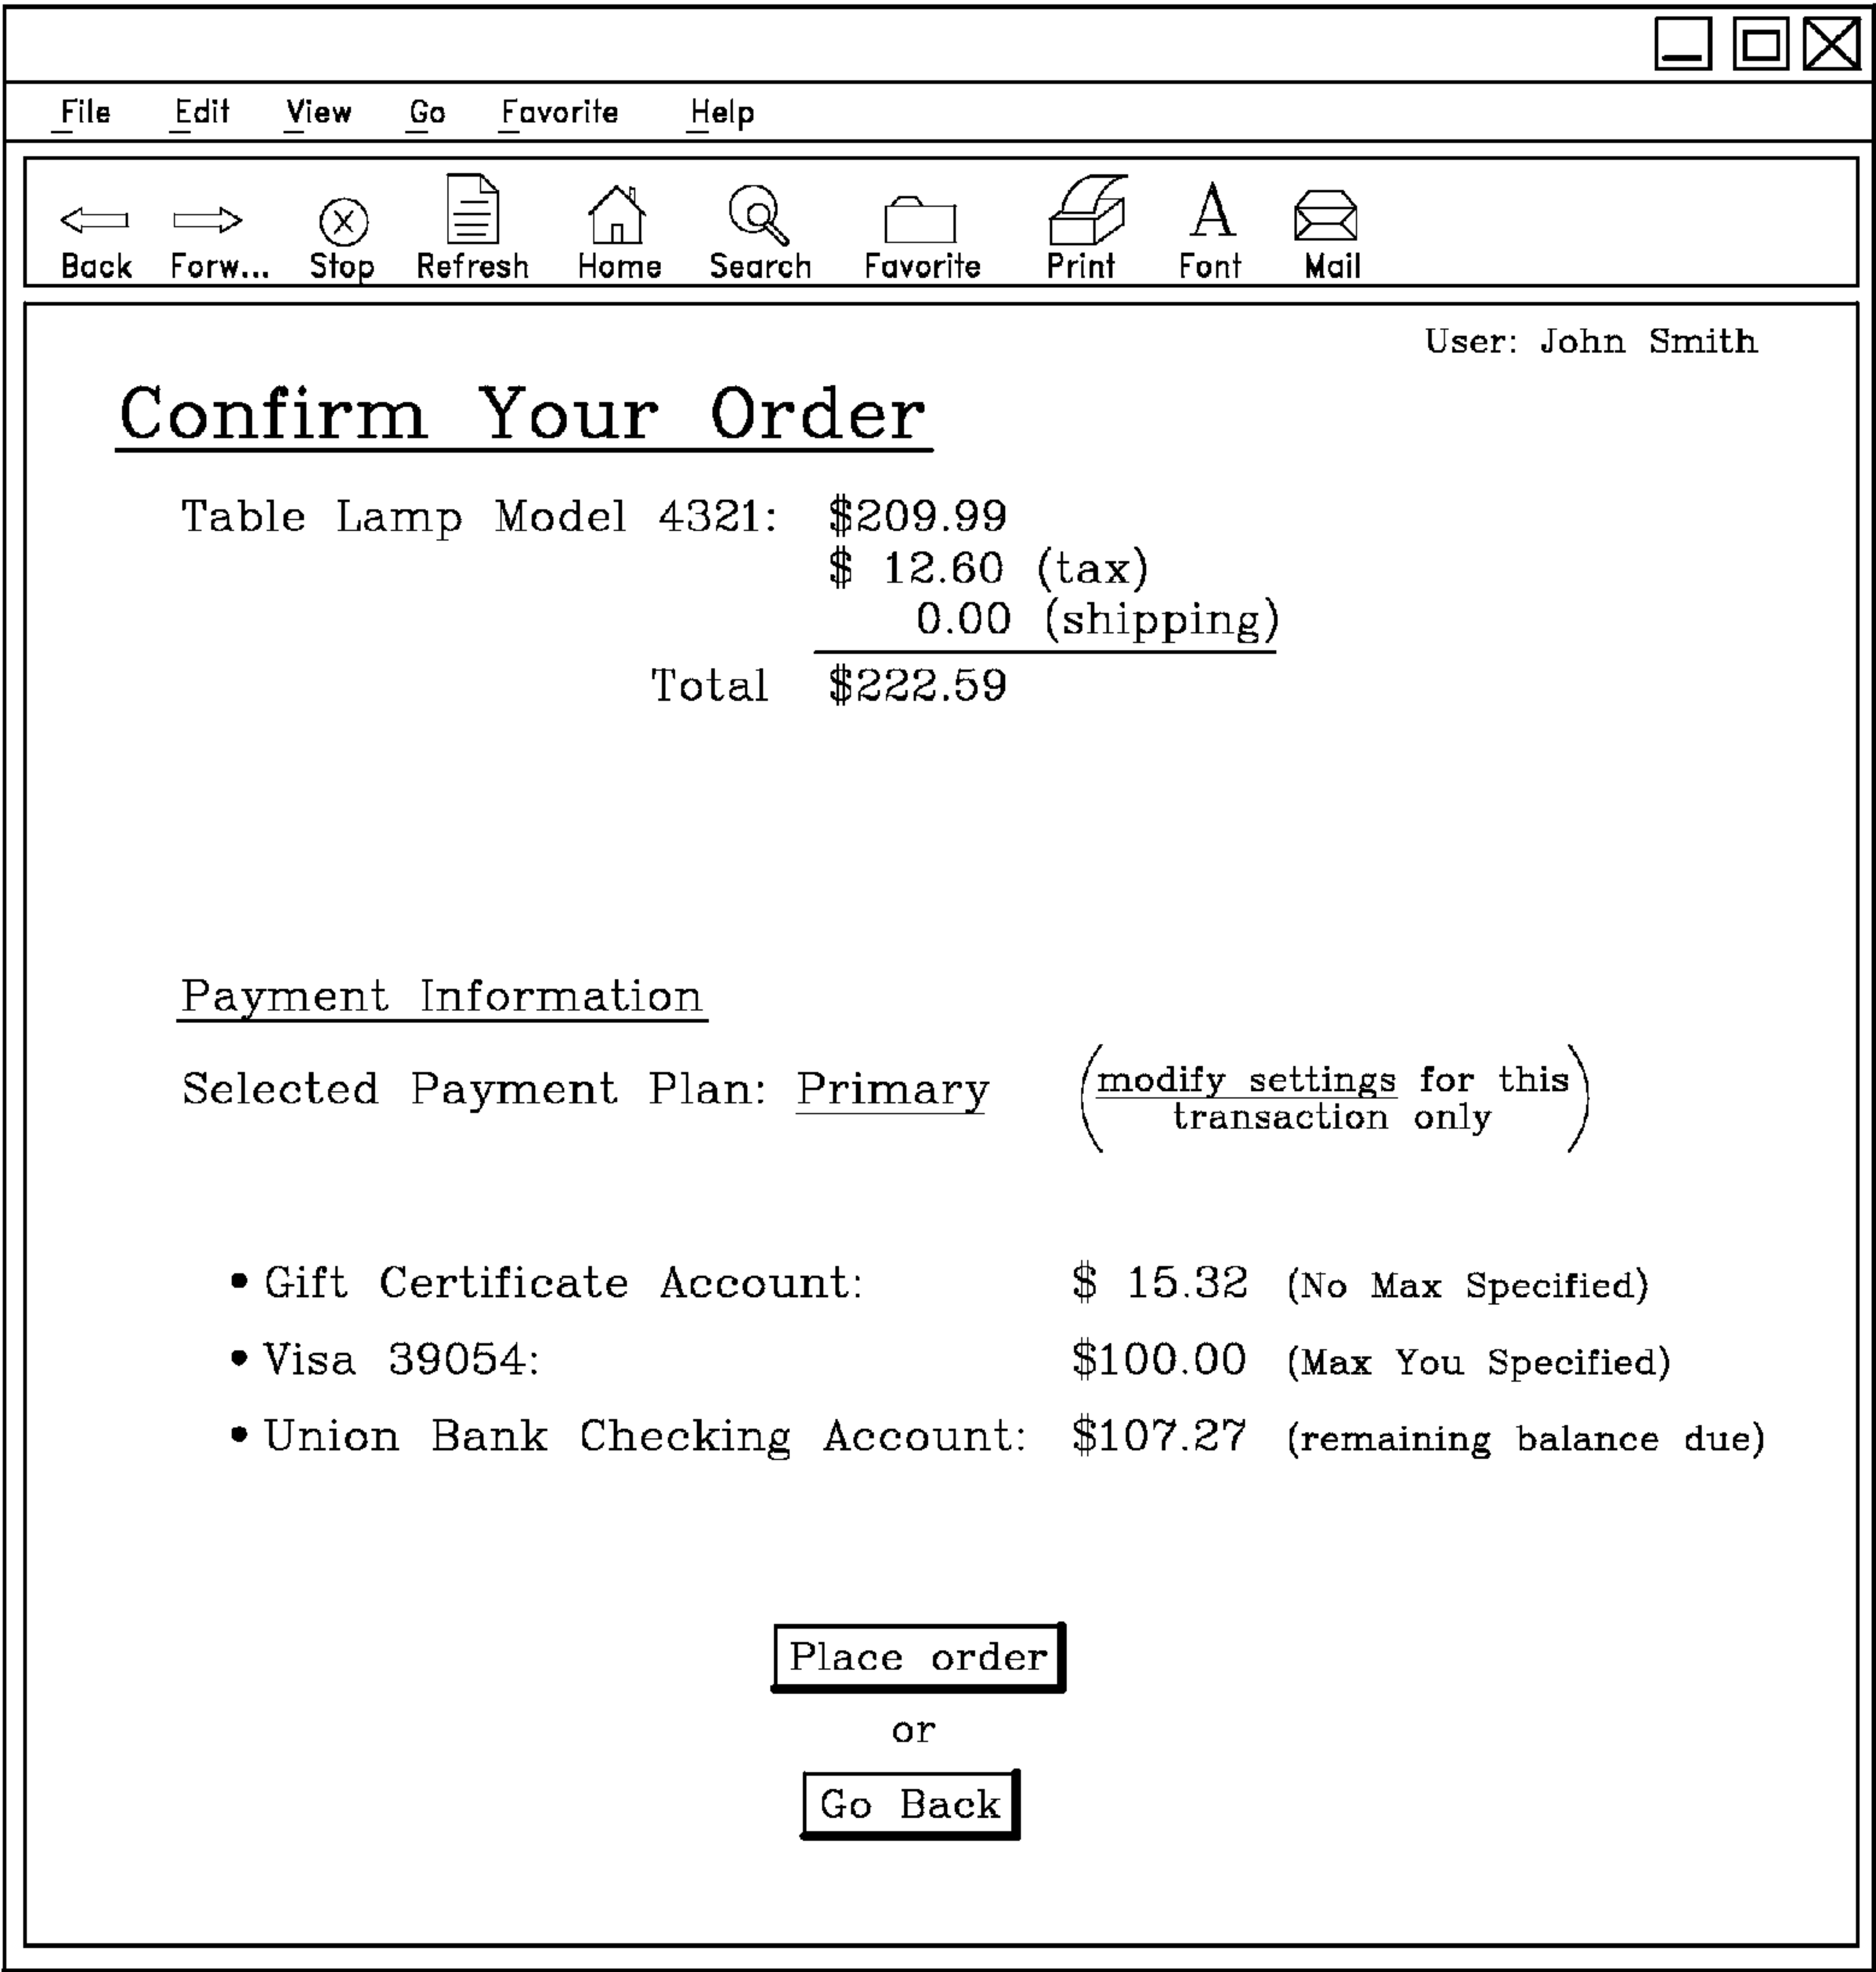 File Edit View Go Favorite Help
Back Forw... Stop Refresh Home Search Favorite Print Font Mail
User: John Smith
Confirm Your Order
Table Lamp Model 4321: $209.99
$ 12.60 (tax)
0.00 (shipping)
Total $222.59
Payment Information
Selected Payment Plan: Primary (modify settings for this
transaction only)
• Gift Certificate Account: $ 15.32 (No Max Specified)
• Visa 39054: $100.00 (Max You Specified)
• Union Bank Checking Account: $107.27 (remaining balance due)
Place order
or
Go Back